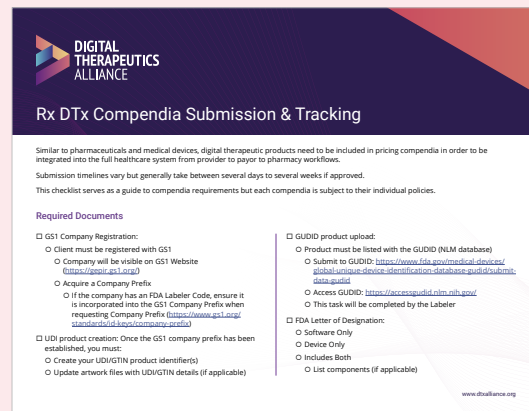 DIGITAL
THERAPEUTICS
ALLIANCE
Rx DTx Compendia Submission & Tracking
Similar to pharmaceuticals and medical devices, digital therapeutic products need to be included in pricing compendia in order to be
integrated into the full healthcare system from provider to payor to pharmacy workflows.
Submission timelines vary but generally take between several days to several weeks if approved.
This checklist serves as a guide to compendia requirements but each compendia is subject to their individual policies.
Required Documents
☐ GS1 Company Registration:
O Client must be registered with GS1
O Company will be visible on GS1 Website
(https://gepir.gs1.org/)
O Acquire a Company Prefix
O If the company has an FDA Labeler Code, ensure it
is incorporated into the GS1 Company Prefix when
requesting Company Prefix (https://www.gs1.org/
standards/id-keys/company-prefix)
☐ UDI product creation: Once the GS1 company prefix has been
established, you must:
O Create your UDI/GTIN product identifier(s)
O Update artwork files with UDI/GTIN details (if applicable)
☐ GUDID product upload:
O Product must be listed with the GUDID (NLM database)
O Submit to GUDID: https://www.fda.gov/medical-devices/
global-unique-device-identification-database-gudid/submit-
data-gudid
O Access GUDID: https://accessgudid.nlm.nih.gov/
O This task will be completed by the Labeler
☐ FDA Letter of Designation:
O Software Only
O Device Only
O Includes Both
O List components (if applicable)
www.dtxalliance.org